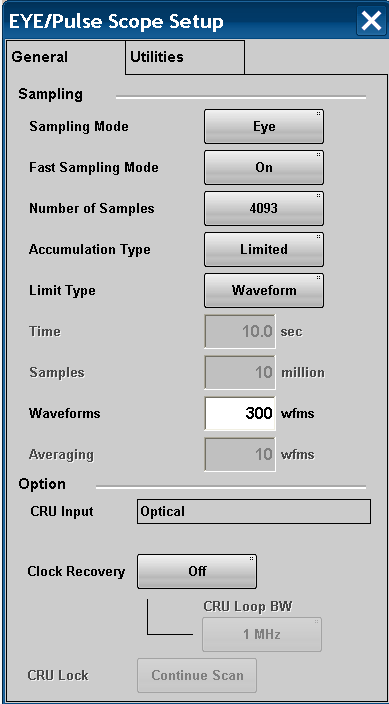 EYE/Pulse Scope Setup
General Utilities
Sampling
Sampling Mode Eye
Fast Sampling Mode On
Number of Samples 4093
Accumulation Type Limited
Limit Type Waveform
Time 10.0 sec
Samples 10 million
Waveforms 300 wfms
Averaging 10 wfms
Option
CRU Input Optical
Clock Recovery Off
CRU Loop BW
1 MHz
CRU Lock Continue Scan